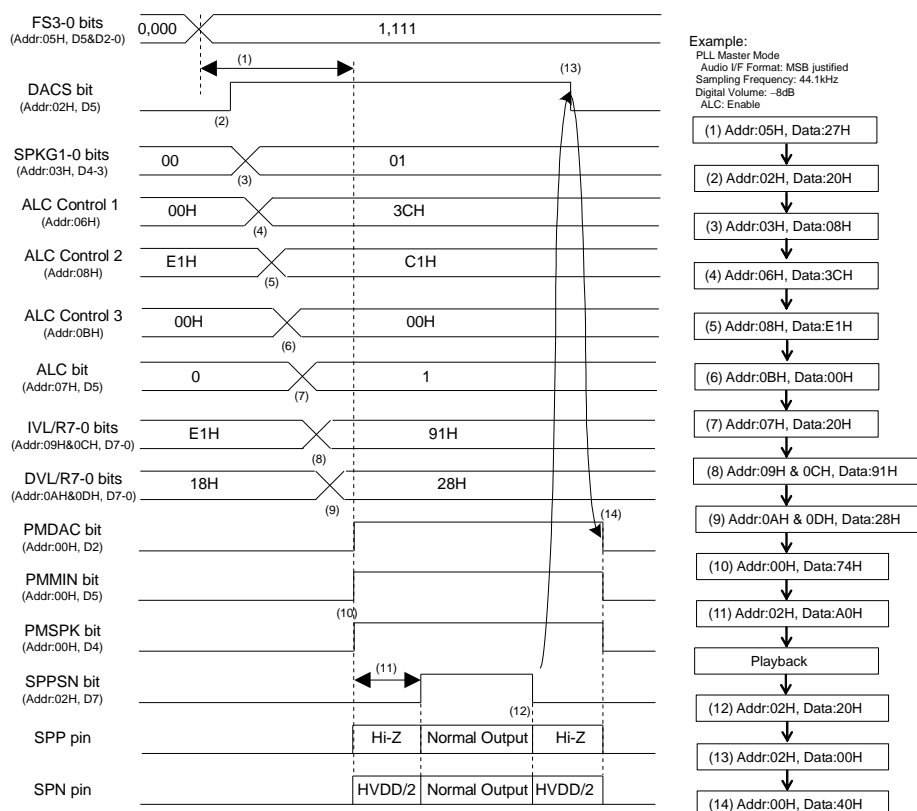 FS3-0 bits
(Addr:05H, D5&D2-0)
0,000
1,111
(1)
DACS bit
(Addr:02H, D5)
(2)
(13)
SPKG1-0 bits
(Addr:03H, D4-3)
00
01
(3)
ALC Control 1
(Addr:06H)
00H
3CH
(4)
ALC Control 2
(Addr:08H)
E1H
C1H
(5)
ALC Control 3
(Addr:0BH)
00H
00H
(6)
ALC bit
(Addr:07H, D5)
0
1
(7)
IVL/R7-0 bits
(Addr:09H&0CH, D7-0)
E1H
91H
(8)
DVL/R7-0 bits
(Addr:0AH&0DH, D7-0)
18H
28H
(9)
PMDAC bit
(Addr:00H, D2)
(14)
PMMIN bit
(Addr:00H, D5)
(10)
PMSPK bit
(Addr:00H, D4)
(11)
SPPSN bit
(Addr:02H, D7)
(12)
SPP pin
Hi-Z
Normal Output
Hi-Z
SPN pin
HVDD/2
Normal Output
HVDD/2
Example:
PLL Master Mode
Audio I/F Format: MSB justified
Sampling Frequency: 44.1kHz
Digital Volume: −8dB
ALC: Enable
(1) Addr:05H, Data:27H
(2) Addr:02H, Data:20H
(3) Addr:03H, Data:08H
(4) Addr:06H, Data:3CH
(5) Addr:08H, Data:E1H
(6) Addr:0BH, Data:00H
(7) Addr:07H, Data:20H
(8) Addr:09H & 0CH, Data:91H
(9) Addr:0AH & 0DH, Data:28H
(10) Addr:00H, Data:74H
(11) Addr:02H, Data:A0H
Playback
(12) Addr:02H, Data:20H
(13) Addr:02H, Data:00H
(14) Addr:00H, Data:40H